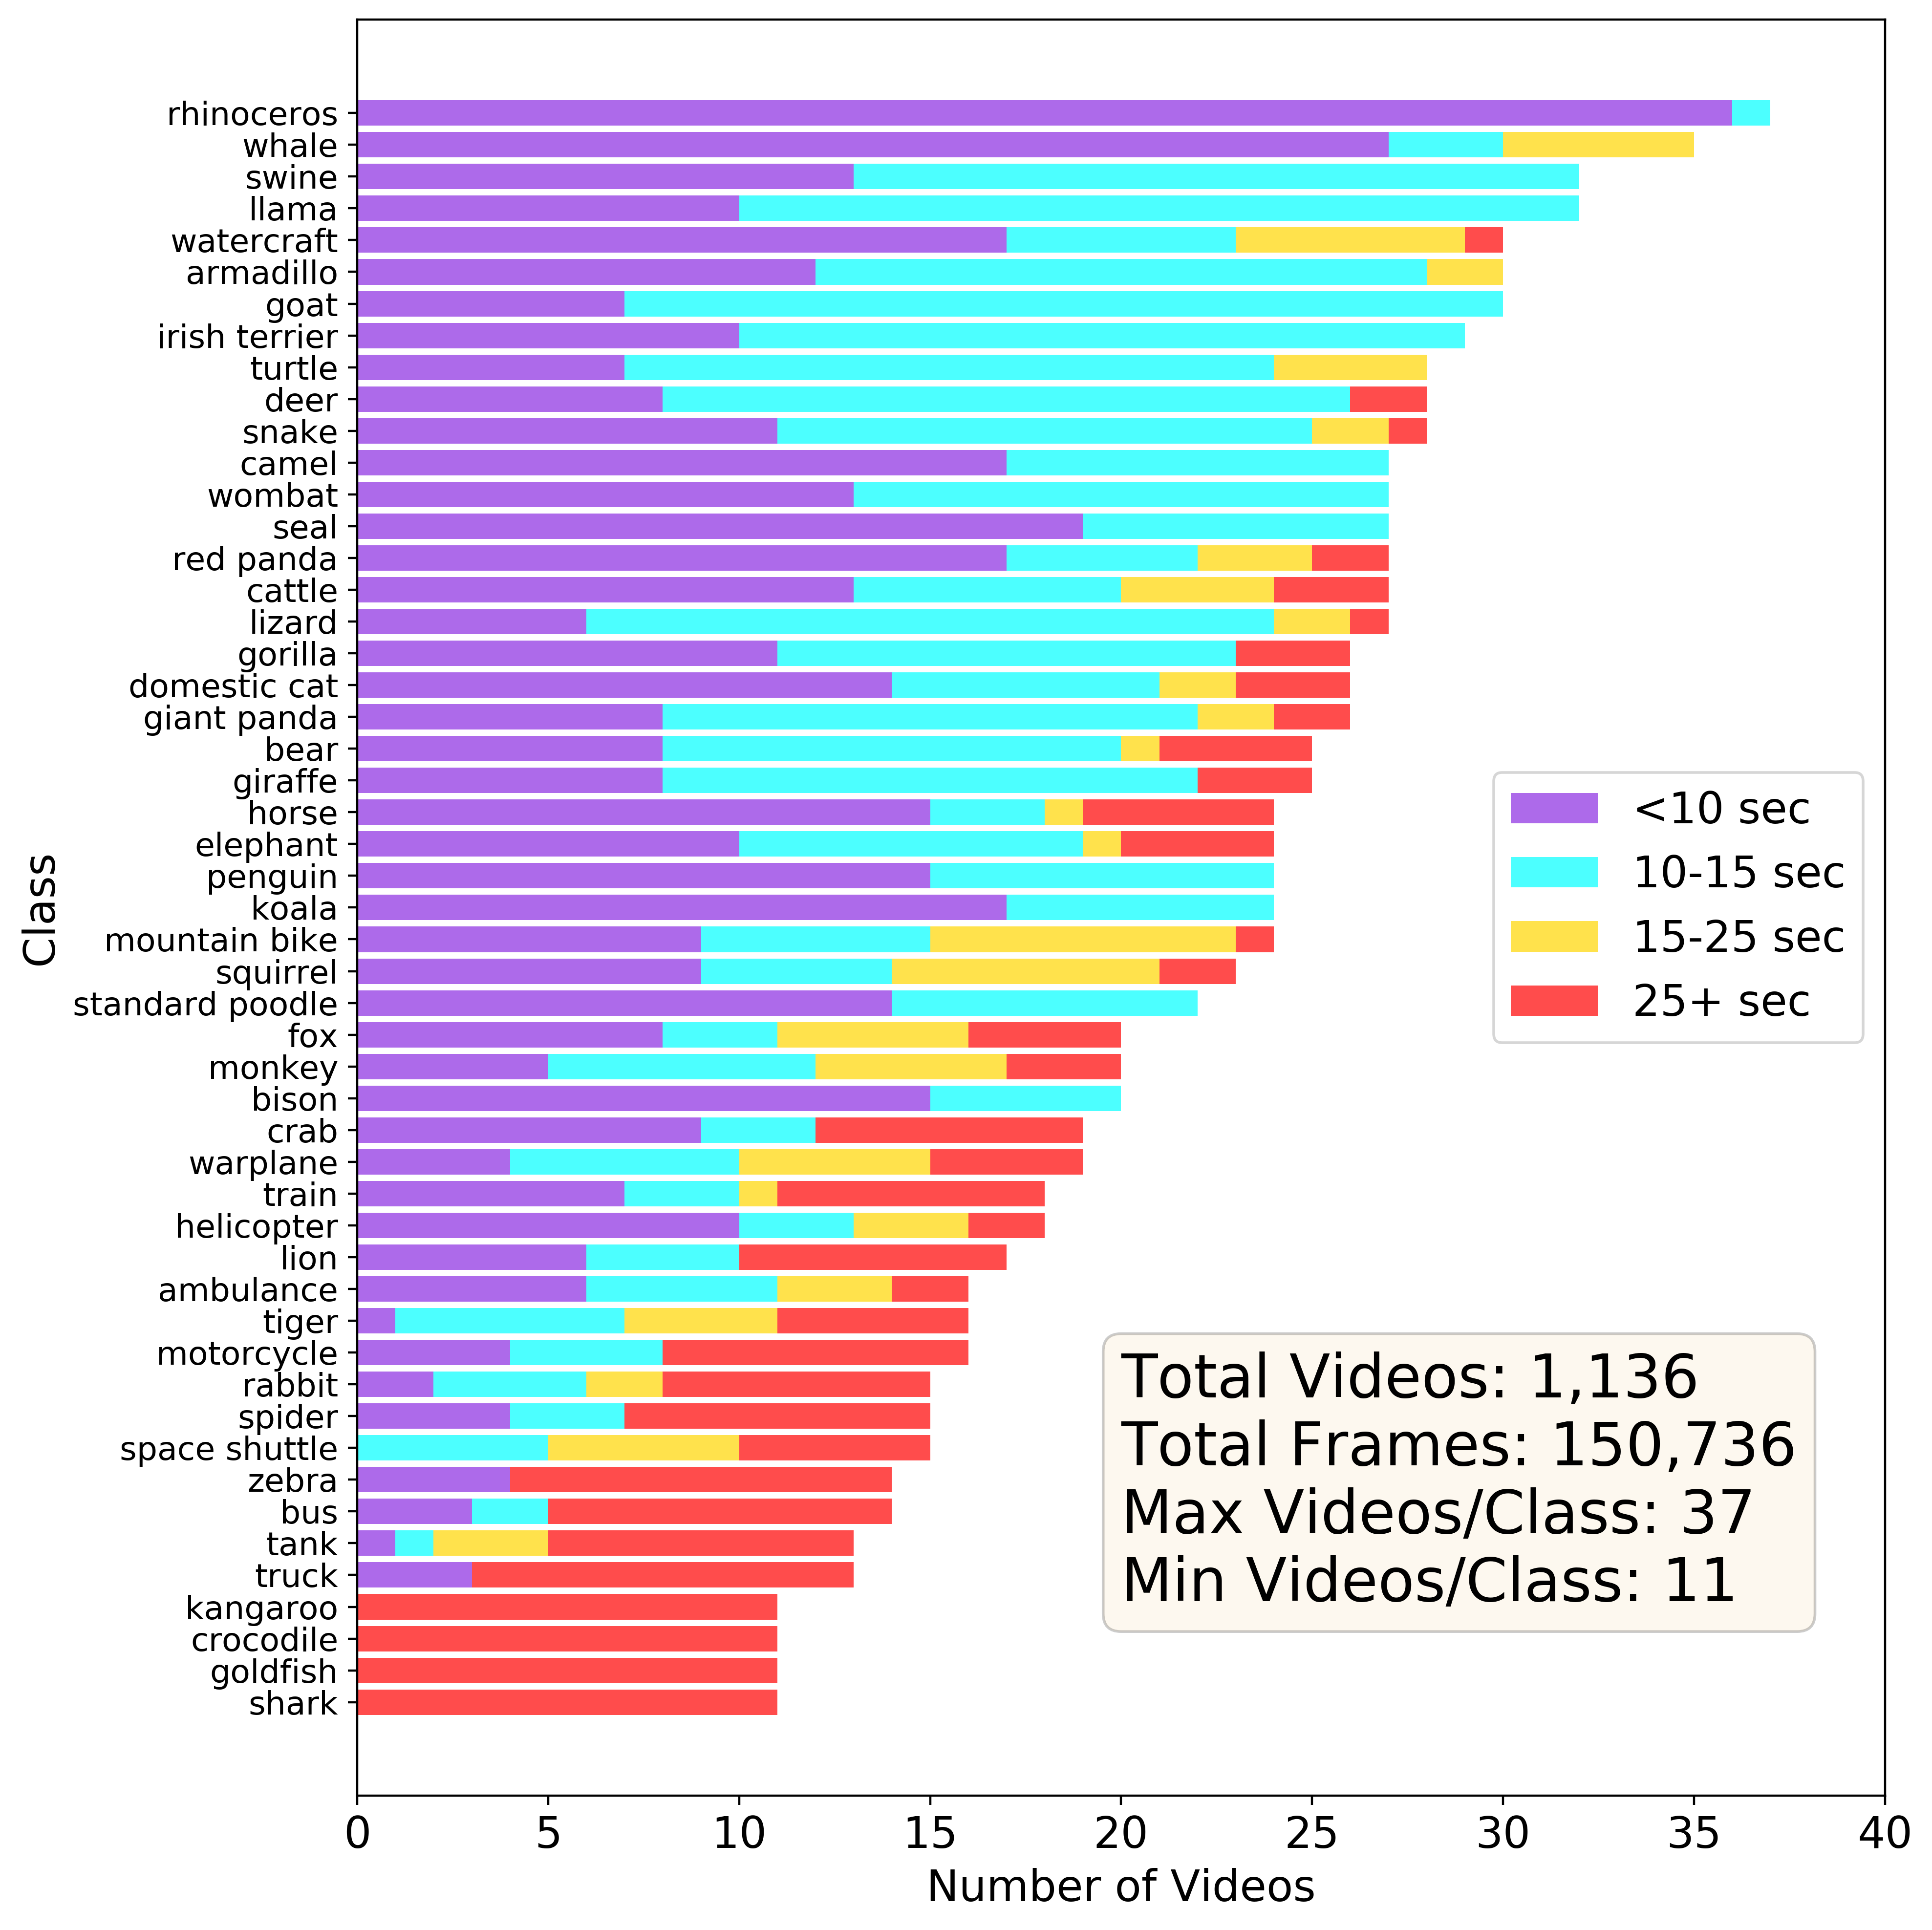 rhinoceros
whale
swine
llama
watercraft
armadillo
goat
irish terrier
turtle
deer
snake
camel
wombat
seal
red panda
cattle
lizard
gorilla
domestic cat
giant panda
bear
giraffe
horse
elephant
penguin
koala
mountain bike
squirrel
standard poodle
fox
monkey
bison
crab
warplane
train
helicopter
lion
ambulance
tiger
motorcycle
rabbit
spider
space shuttle
zebra
bus
tank
truck
kangaroo
crocodile
goldfish
shark
Class
<10 sec
10-15 sec
15-25 sec
25+ sec
Total Videos: 1,136
Total Frames: 150,736
Max Videos/Class: 37
Min Videos/Class: 11
0 5 10 15 20 25 30 35 40
Number of Videos